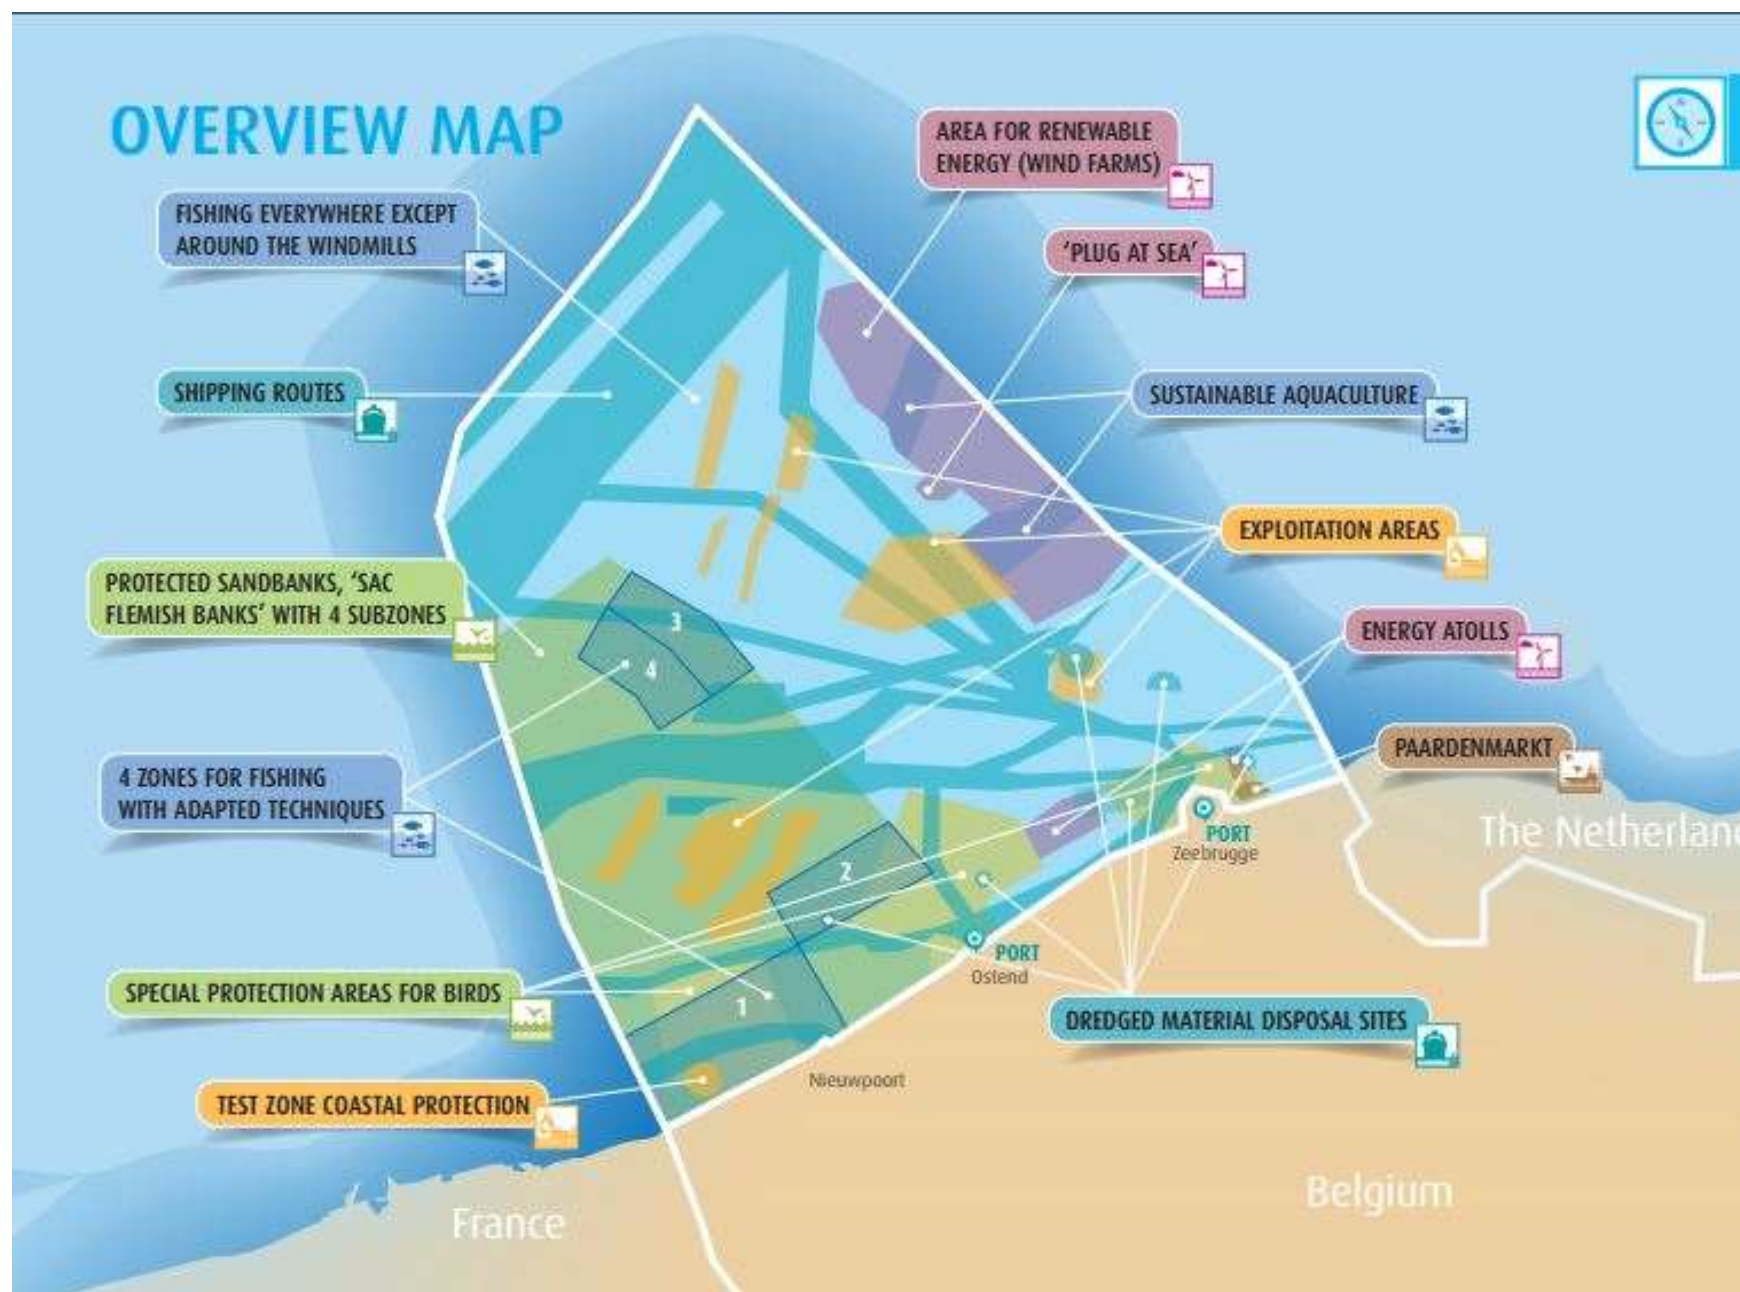 OVERVIEW MAP
AREA FOR RENEWABLE
ENERGY (WIND FARMS)
FISHING EVERYWHERE EXCEPT
AROUND THE WINDMILLS
'PLUG AT SEA'
SHIPPING ROUTES
SUSTAINABLE AQUACULTURE
EXPLOITATION AREAS
PROTECTED SANDBANKS, 'SAC
FLEMISH BANKS' WITH 4 SUBZONES
3
4
ENERGY ATOLLS
PAARDENMARKT
4 ZONES FOR FISHING
WITH ADAPTED TECHNIQUES
The Netherlan
PORT
Zeebrugge
2
PORT
Ostend
SPECIAL PROTECTION AREAS FOR BIRDS
1
DREDGED MATERIAL DISPOSAL SITES
Nieuwpoort
TEST ZONE COASTAL PROTECTION
Belgium
France